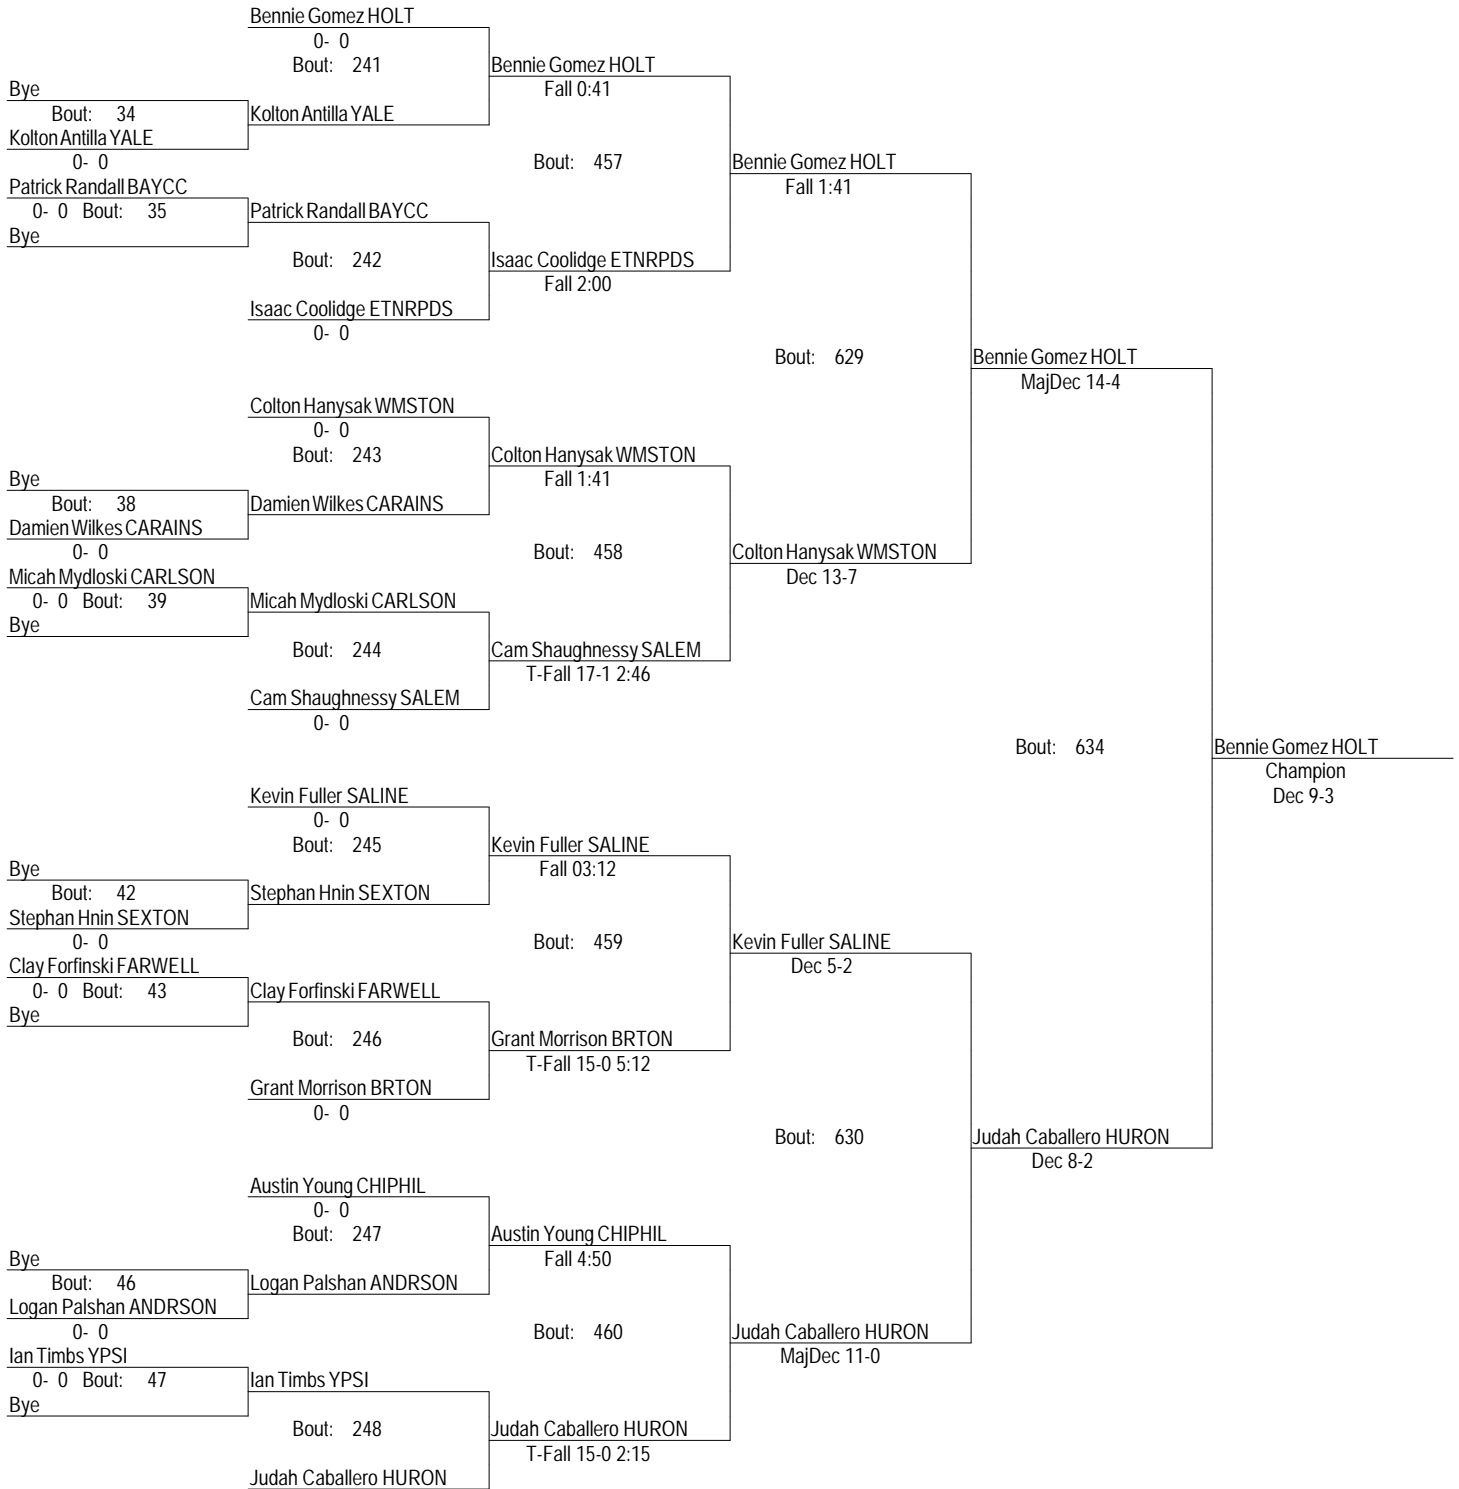 Bennie Gomez HOLT
0- 0
Bout: 241
Bennie Gomez HOLT
Fall 0:41
Bye
Bout: 34
Kolton Antilla YALE
Kolton Antilla YALE
0- 0
Bout: 457
Bennie Gomez HOLT
Fall 1:41
Patrick Randall BAYCC
0- 0 Bout: 35
Patrick Randall BAYCC
Bye
Bout: 242
Isaac Coolidge ETNRPDS
Fall 2:00
Isaac Coolidge ETNRPDS
0- 0
Bout: 629
Bennie Gomez HOLT
MajDec 14-4
Colton Hanysak WMSTON
0- 0
Bout: 243
Colton Hanysak WMSTON
Fall 1:41
Bye
Bout: 38
Damien Wilkes CARAINS
Damien Wilkes CARAINS
0- 0
Bout: 458
Colton Hanysak WMSTON
Dec 13-7
Micah Mydloski CARLSON
0- 0 Bout: 39
Micah Mydloski CARLSON
Bye
Bout: 244
Cam Shaughnessy SALEM
T-Fall 17-1 2:46
Cam Shaughnessy SALEM
0- 0
Bout: 634
Bennie Gomez HOLT
Champion
Dec 9-3
Kevin Fuller SALINE
0- 0
Bout: 245
Kevin Fuller SALINE
Fall 03:12
Bye
Bout: 42
Stephan Hnin SEXTON
Stephan Hnin SEXTON
0- 0
Bout: 459
Kevin Fuller SALINE
Dec 5-2
Clay Forfinski FARWELL
0- 0 Bout: 43
Clay Forfinski FARWELL
Bye
Bout: 246
Grant Morrison BRTON
T-Fall 15-0 5:12
Grant Morrison BRTON
0- 0
Bout: 630
Judah Caballero HURON
Dec 8-2
Austin Young CHIPHIL
0- 0
Bout: 247
Austin Young CHIPHIL
Fall 4:50
Bye
Bout: 46
Logan Palshan ANDRSON
Logan Palshan ANDRSON
0- 0
Bout: 460
Judah Caballero HURON
MajDec 11-0
Ian Timbs YPSI
0- 0 Bout: 47
Ian Timbs YPSI
Bye
Bout: 248
Judah Caballero HURON
T-Fall 15-0 2:15
Judah Caballero HURON